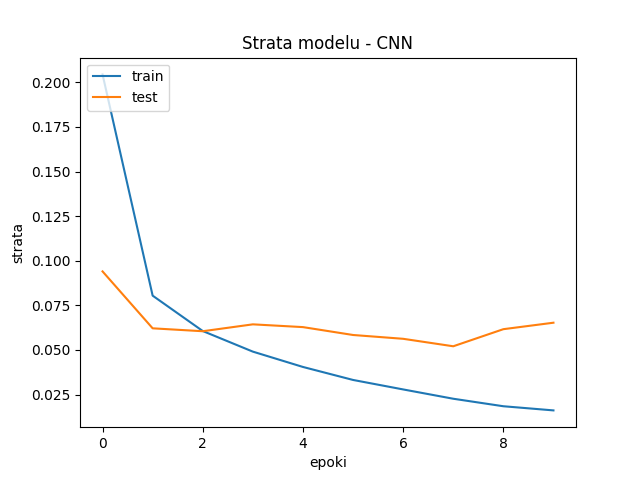 Strata modelu - CNN
train
test
0.200
0.175
0.150
0.125
0.100
0.075
0.050
0.025
strata
0 2 4 6 8
epoki